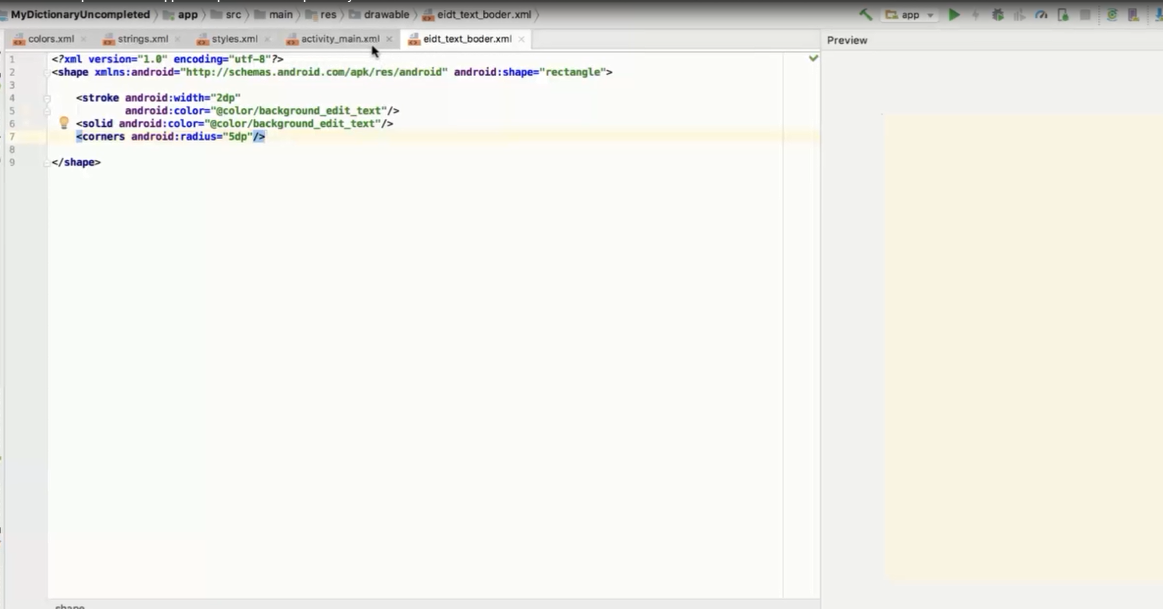 MyDictionaryUncompleted app src main res drawable eidt_text_boder.xml app
colors.xml strings.xml styles.xml activity_main.xml eidt_text_boder.xml Preview
1 <?xml version="1.0" encoding="utf-8"?>
2 <shape xmlns:android="http://schemas.android.com/apk/res/android" android:shape="rectangle">
3
4 <stroke android:width="2dp"
5 android:color="@color/background_edit_text"/>
6 <solid android:color="@color/background_edit_text"/>
7 <corners android:radius="5dp"/>
8
9 </shape>
shape